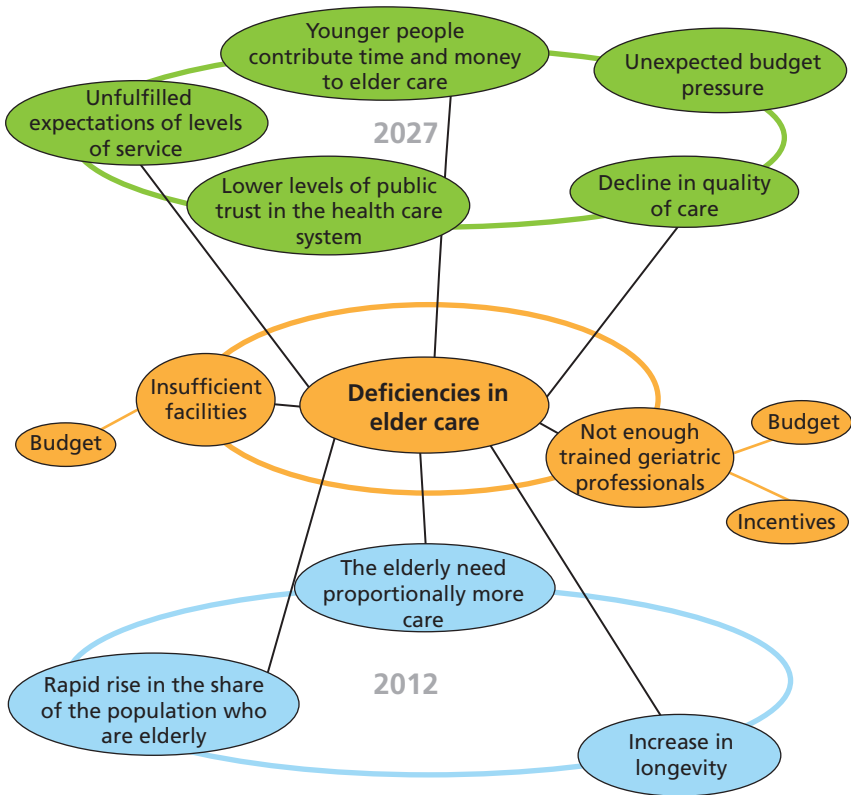 Younger people
contribute time and money
to elder care
Unexpected budget
pressure
Unfulfilled
expectations of levels
of service
2027
Lower levels of public
trust in the health care
system
Decline in quality
of care
Insufficient
facilities
Deficiencies in
elder care
Budget
Not enough
trained geriatric
professionals
Budget
Incentives
The elderly need
proportionally more
care
2012
Rapid rise in the share
of the population who
are elderly
Increase in
longevity